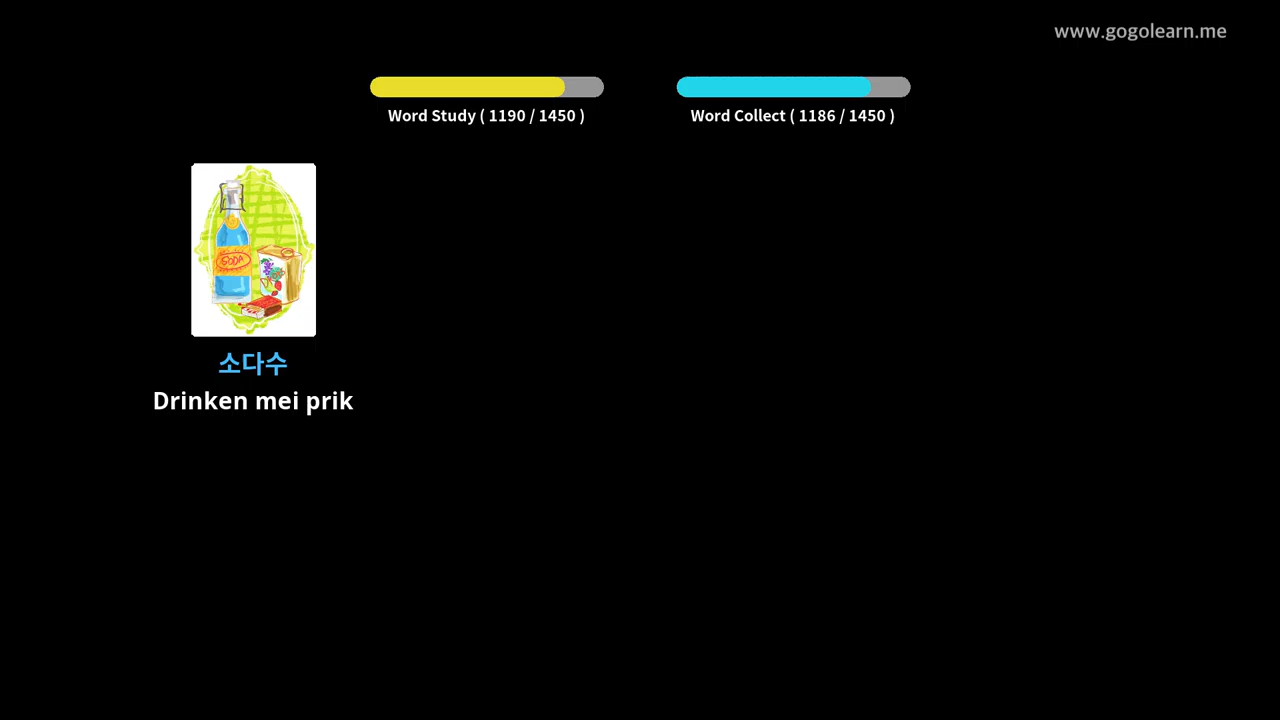 www.gogolearn.me
Word Study ( 1190 / 1450 )
Word Collect ( 1186 / 1450 )
SODA
소다수
Drinken mei prik